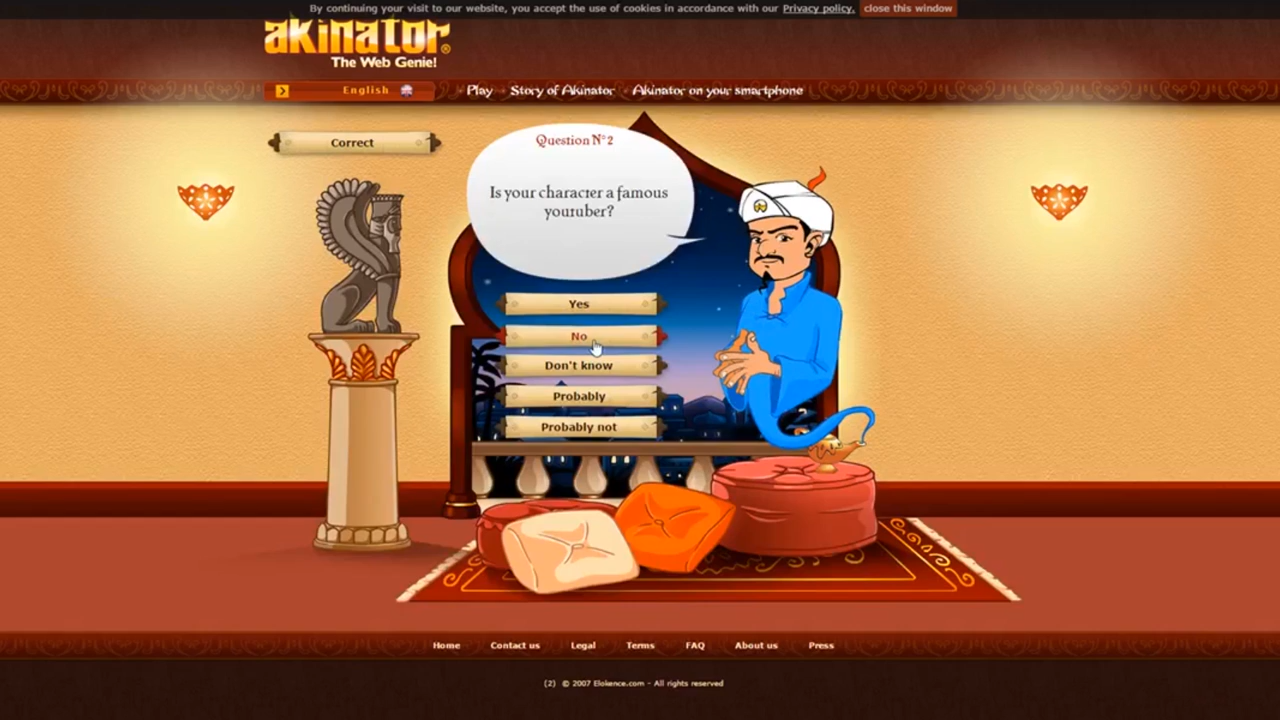 By continuing your visit to our website, you accept the use of cookies in accordance with our Privacy policy. close this window
akinator®
The Web Genie!
English
Play
Story of Akinator
Akinator on your smartphone
Correct
Question N°2
Is your character a famous
youtuber?
Yes
No
Don't know
Probably
Probably not
Home
Contact us
Legal
Terms
FAQ
About us
Press
(2) © 2007 Elokence.com - All rights reserved